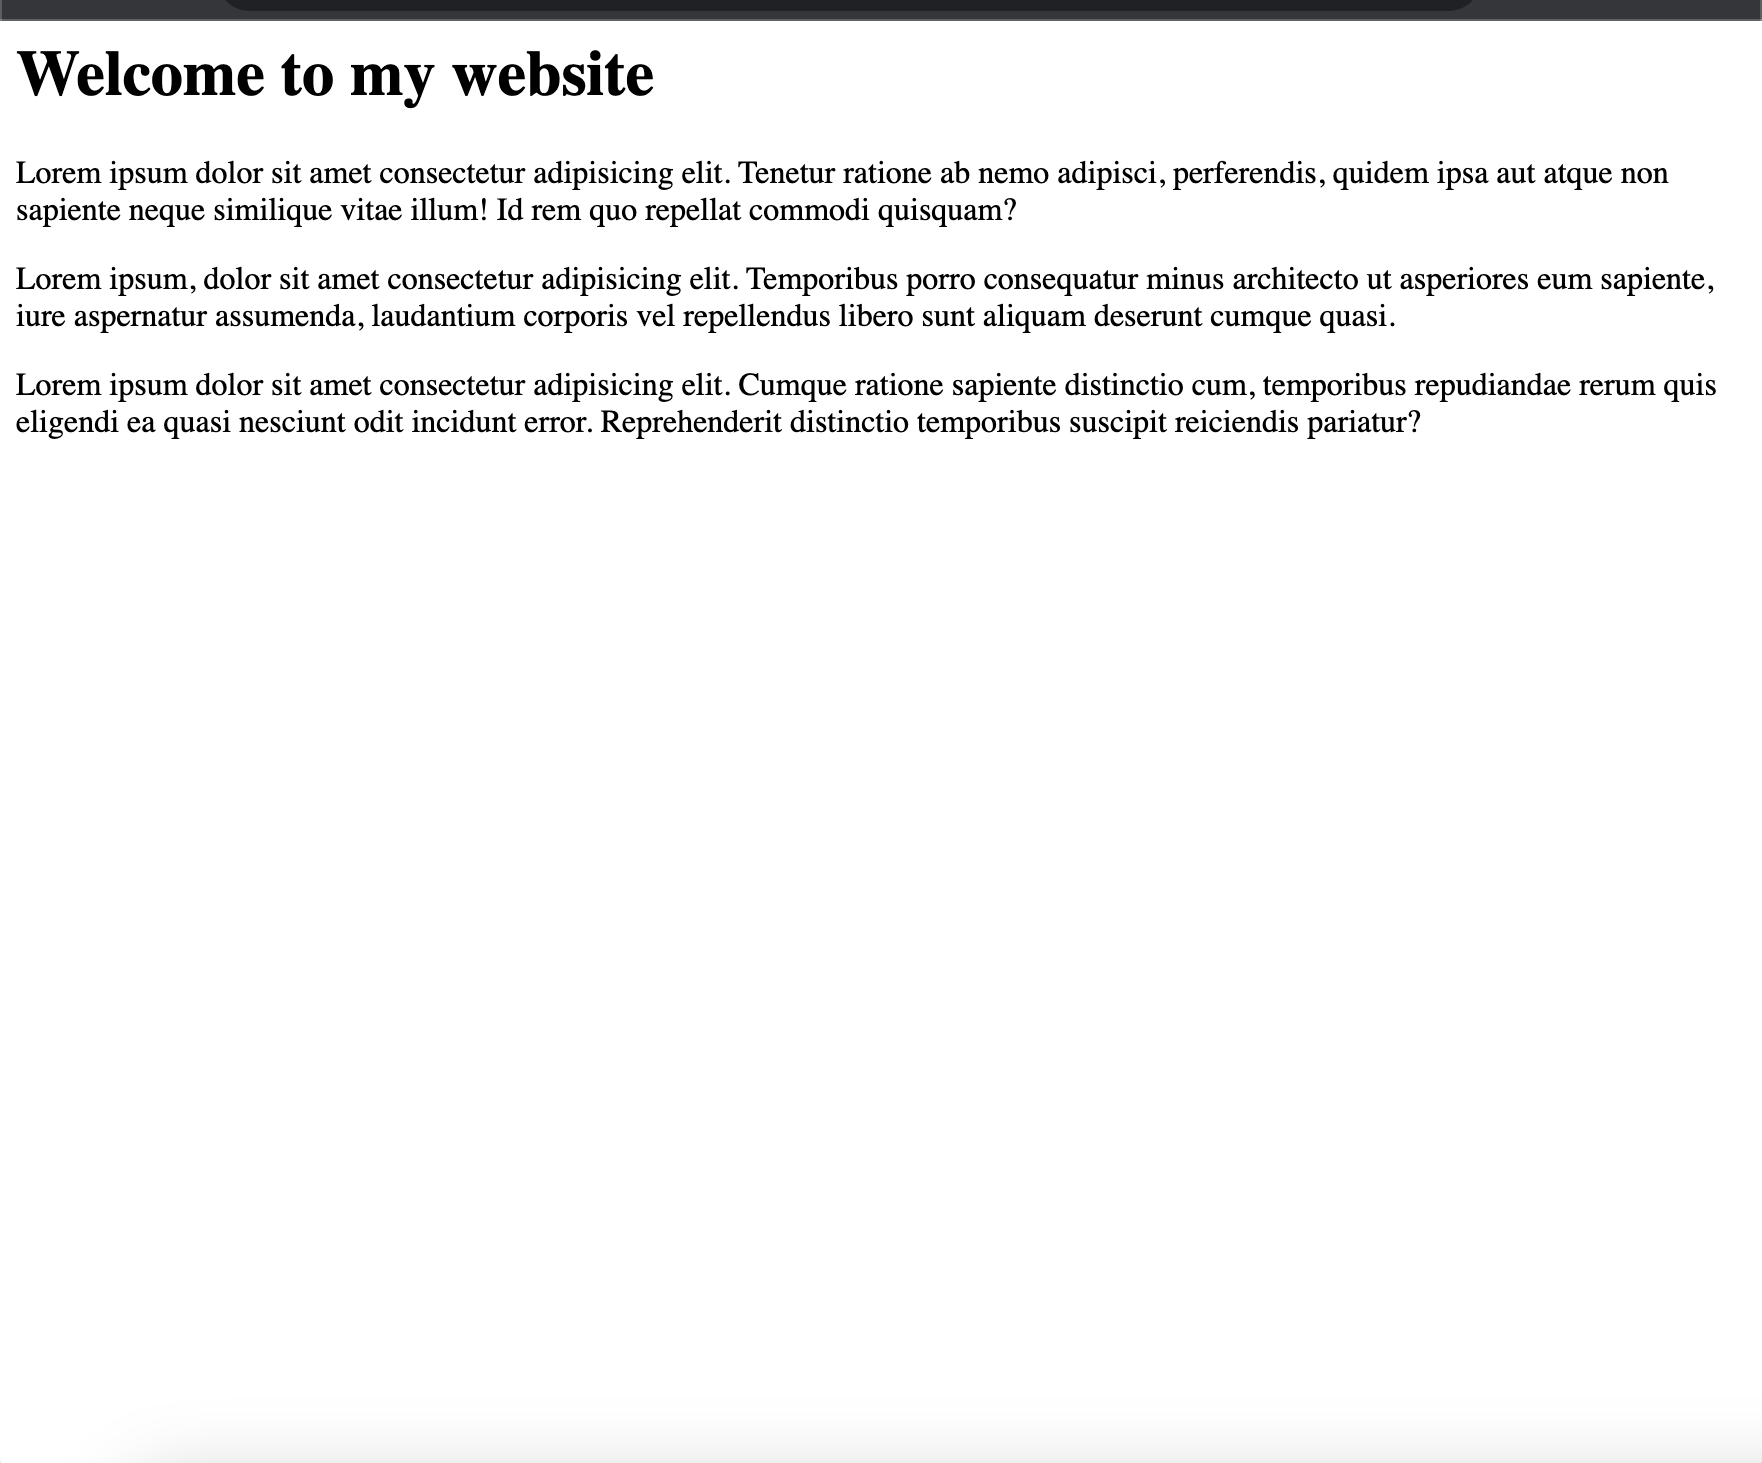 Welcome to my website
Lorem ipsum dolor sit amet consectetur adipisicing elit. Tenetur ratione ab nemo adipisci, perferendis, quidem ipsa aut atque non
sapiente neque similique vitae illum! Id rem quo repellat commodi quisquam?
Lorem ipsum, dolor sit amet consectetur adipisicing elit. Temporibus porro consequatur minus architecto ut asperiores eum sapiente,
iure aspernatur assumenda, laudantium corporis vel repellendus libero sunt aliquam deserunt cumque quasi.
Lorem ipsum dolor sit amet consectetur adipisicing elit. Cumque ratione sapiente distinctio cum, temporibus repudiandae rerum quis
eligendi ea quasi nesciunt odit incidunt error. Reprehenderit distinctio temporibus suscipit reiciendis pariatur?